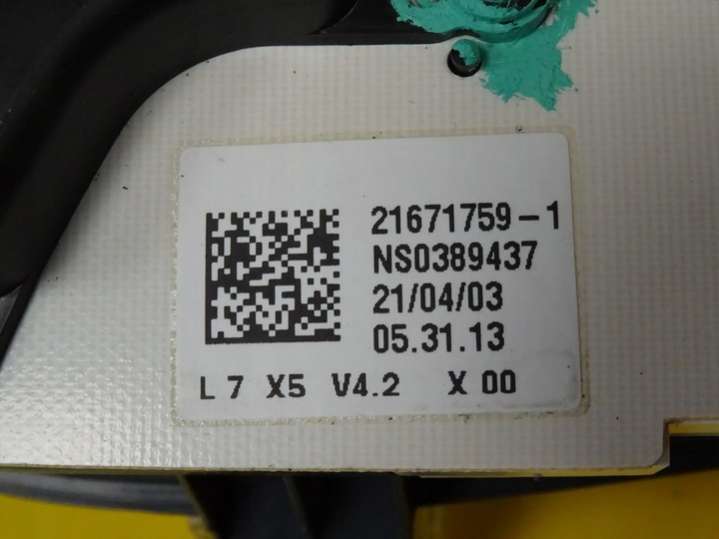 21671759-1
NS0389437
21/04/03
05.31.13
L 7 X5 V4.2 X 00